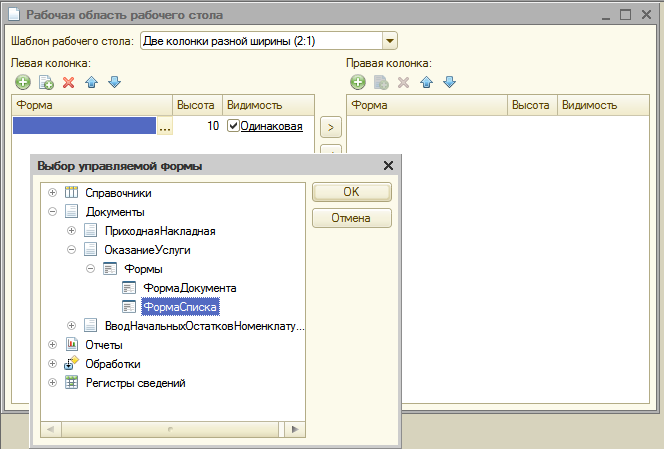 Рабочая область рабочего стола
Шаблон рабочего стола: Две колонки разной ширины (2:1)
Левая колонка: Правая колонка:
Форма Высота Видимость Форма Высота Видимость
... 10 Одинаковая >
Выбор управляемой формы
Справочники OK
Документы Отмена
ПриходнаяНакладная
ОказаниеУслуги
Формы
ФормаДокумента
ФормаСписка
ВводНачальныхОстатковНоменклату...
Отчеты
Обработки
Регистры сведений